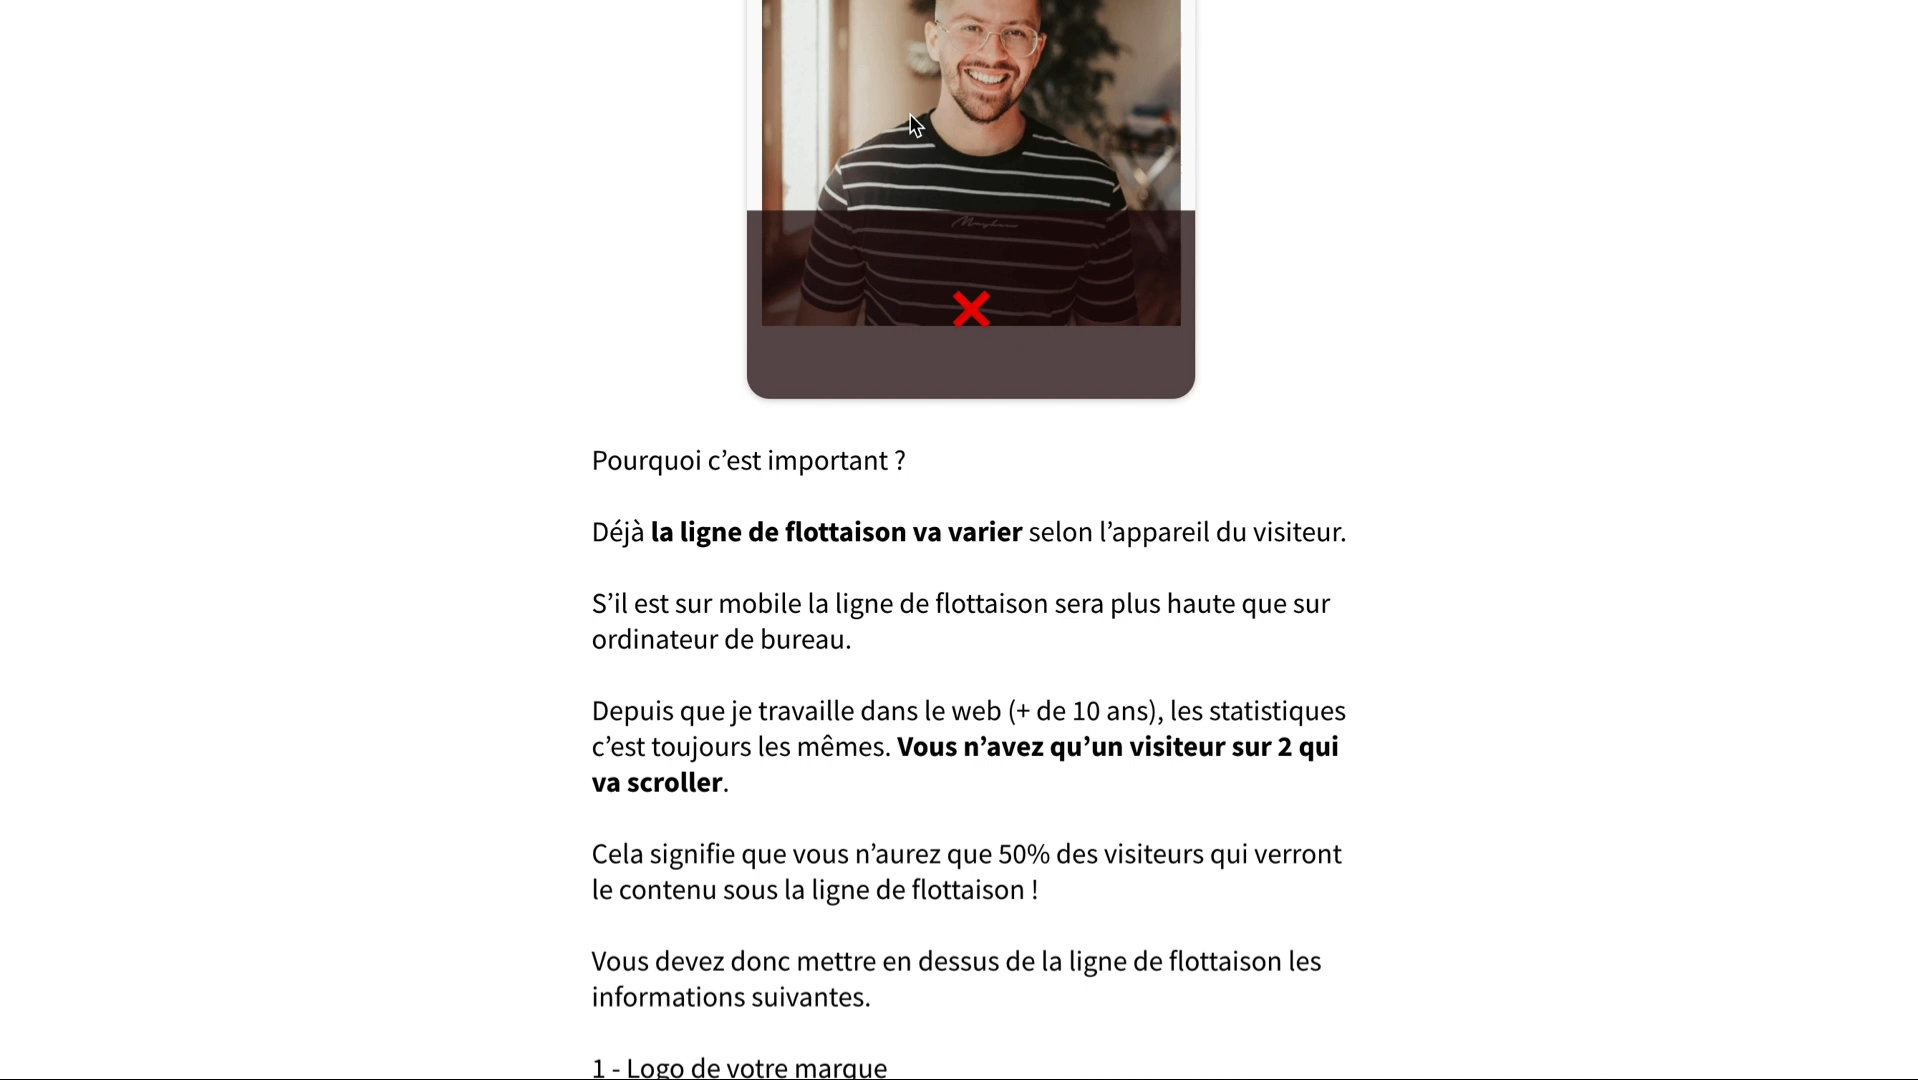 Pourquoi c’est important ?
Déjà la ligne de flottaison va varier selon l’appareil du visiteur.
S’il est sur mobile la ligne de flottaison sera plus haute que sur
ordinateur de bureau.
Depuis que je travaille dans le web (+ de 10 ans), les statistiques
c’est toujours les mêmes. Vous n’avez qu’un visiteur sur 2 qui
va scroller.
Cela signifie que vous n’aurez que 50% des visiteurs qui verront
le contenu sous la ligne de flottaison !
Vous devez donc mettre en dessus de la ligne de flottaison les
informations suivantes.
1 - Logo de votre marque